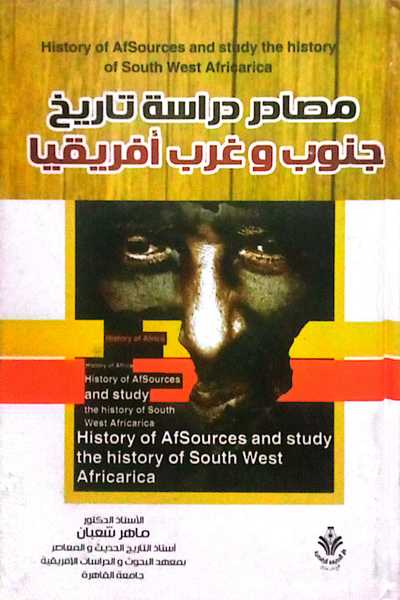 History of AfSources and study the history
of South West Africarica
مصادر دراسة تاريخ
جنوب و غرب أفريقيا
History of Africa
History of Africa
History of AfSources
and study
the history of South
West Africarica
History of AfSources and study
the history of South West
Africarica
الأستاذ الدكتور
ماهر شعبان
أستاذ التاريخ الحديث و المعاصر
بمعهد البحوث و الدراسات الإفريقية
جامعة القاهرة